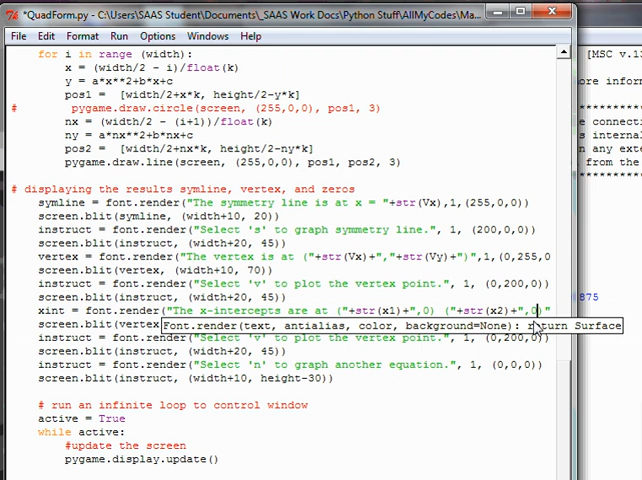 *QuadForm.py - C:\Users\SAAS Student\Documents\_SAAS Work Docs\Python Stuff\AllMyCodes\Ma...
File Edit Format Run Options Windows Help
for i in range (width):
x = (width/2 - i)/float(k)
y = a*x**2+b*x+c
pos1 = [width/2+x*k, height/2-y*k]
# pygame.draw.circle(screen, (255,0,0), pos1, 3)
nx = (width/2 - (i+1))/float(k)
ny = a*nx**2+b*nx+c
pos2 = [width/2+nx*k, height/2-ny*k]
pygame.draw.line(screen, (255,0,0), pos1, pos2, 3)
# displaying the results symline, vertex, and zeros
symline = font.render("The symmetry line is at x = "+str(Vx),1,(255,0,0))
screen.blit(symline, (width+10, 20))
instruct = font.render("Select 's' to graph symmetry line.", 1, (200,0,0))
screen.blit(instruct, (width+20, 45))
vertex = font.render("The vertex is at ("+str(Vx)+","+str(Vy)+")",1,(0,255,0
screen.blit(vertex, (width+10, 70))
instruct = font.render("Select 'v' to plot the vertex point.", 1, (0,200,0))
screen.blit(instruct, (width+20, 45))
xint = font.render("The x-intercepts are at ("+str(x1)+",0) ("+str(x2)+",0)"
screen.blit(vertex
Font.render(text, antialias, color, background=None): return Surface
instruct = font.render("Select 'v' to plot the vertex point.", 1, (0,200,0))
screen.blit(instruct, (width+20, 45))
instruct = font.render("Select 'n' to graph another equation.", 1, (0,0,0))
screen.blit(instruct, (width+10, height-30))
# run an infinite loop to control window
active = True
while active:
#update the screen
pygame.display.update()
[MSC v.1
ore infor
*********
e connecti
s interna
n any ext
from the
*********
875